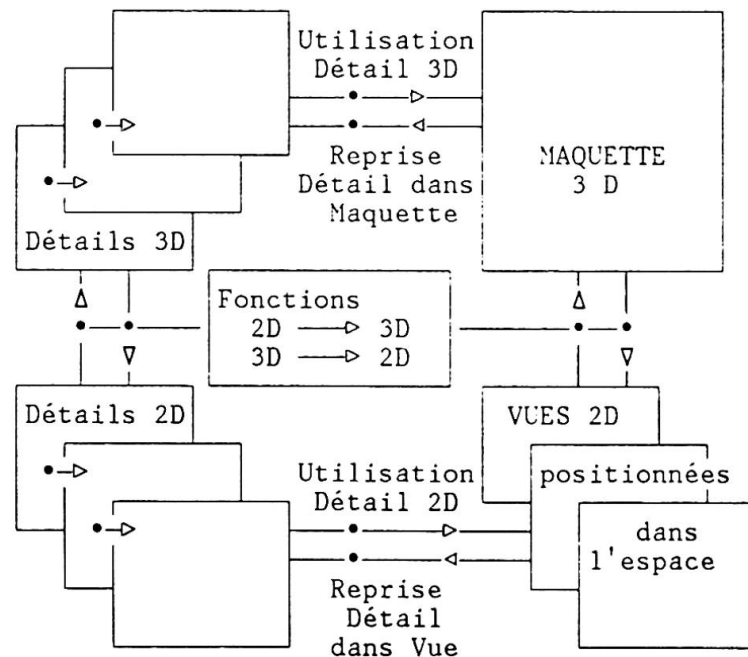 Utilisation
Détail 3D
Reprise
Détail dans
Maquette
MAQUETTE
3 D
Détails 3D
Fonctions
2D 3D
3D 2D
Détails 2D
VUES 2D
positionnées
dans
l'espace
Utilisation
Détail 2D
Reprise
Détail
dans Vue